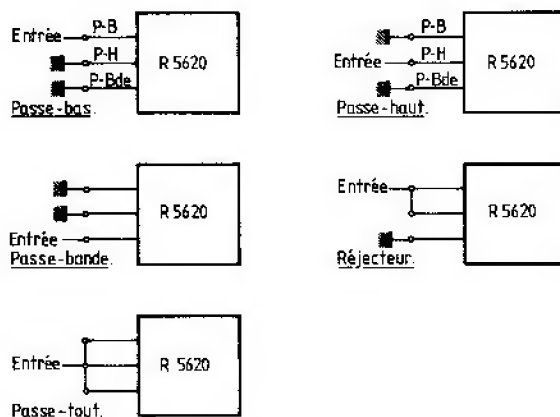 P-B
Entrée
P-H
R 5620
P-Bde
Passe-bas.
P-B
P-H
Entrée
R 5620
P-Bde
Passe-haut.
R 5620
Entrée
Passe-bande.
Entrée
R 5620
Réjecteur.
Entrée
R 5620
Passe-tout.